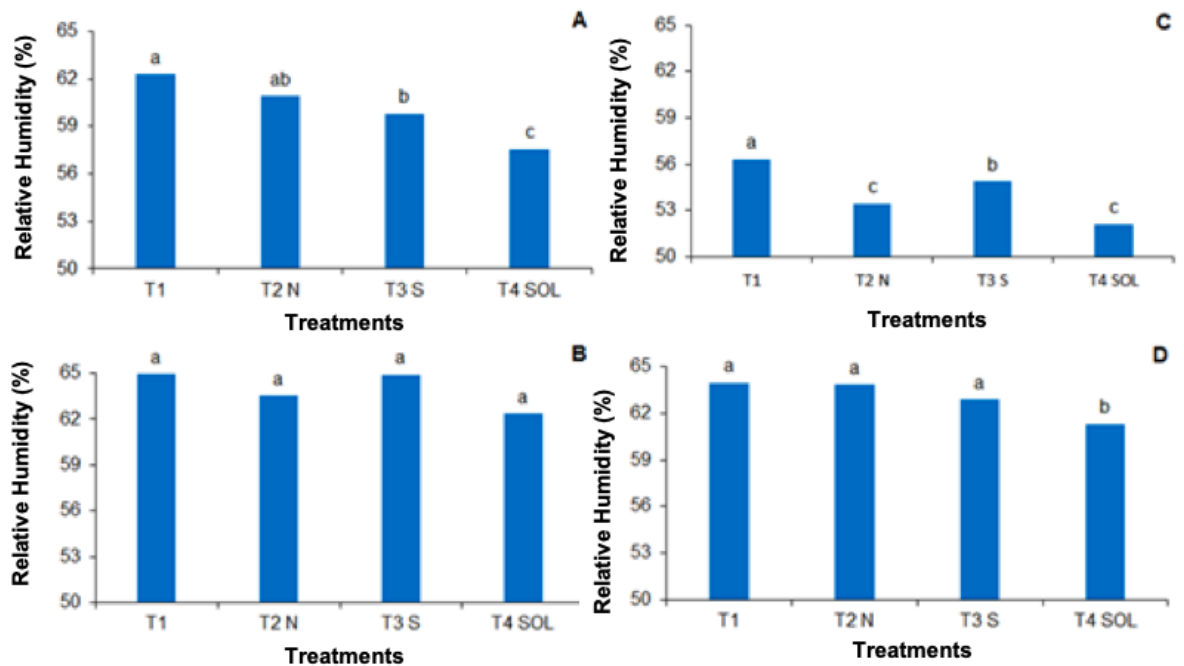 A
Relative Humidity (%)
65
62
59
56
53
50
a
ab
b
c
T1
T2 N
T3 S
T4 SOL
Treatments
C
Relative Humidity (%)
65
62
59
56
53
50
a
c
b
c
T1
T2 N
T3 S
T4 SOL
Treatments
B
Relative Humidity (%)
65
62
59
56
53
50
a
a
a
a
T1
T2 N
T3 S
T4 SOL
Treatments
D
Relative Humidity (%)
65
62
59
56
53
50
a
a
a
b
T1
T2 N
T3 S
T4 SOL
Treatments